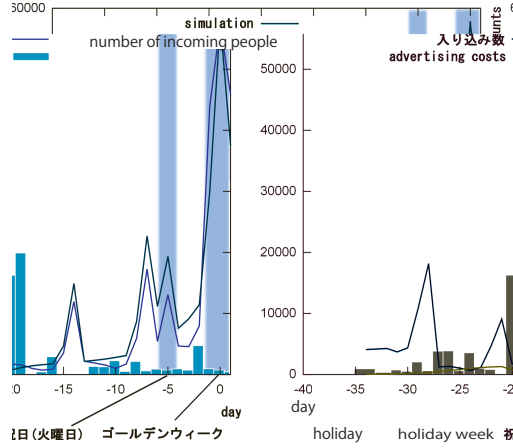 60000
simulation
number of incoming people
unts
入り込み数
advertising costs
50000
40000
30000
20000
10000
0
-15 -10 -5 0
-40 -35 -30 -25
day
day
日(火曜日) ゴールデンウィーク
holiday holiday week 祝